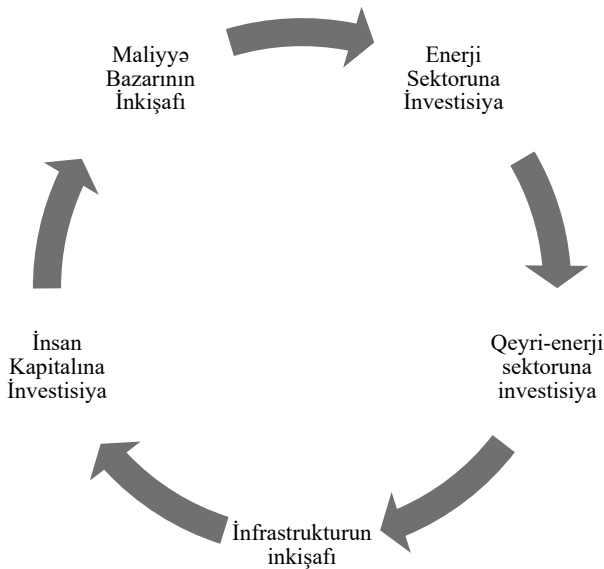 Maliyyə
Bazarının
İnkişafı
Enerji
Sektoruna
İnvestisiya
Qeyri-enerji
sektoruna
investisiya
İnfrastrukturun
inkişafı
İnsan
Kapitalına
İnvestisiya